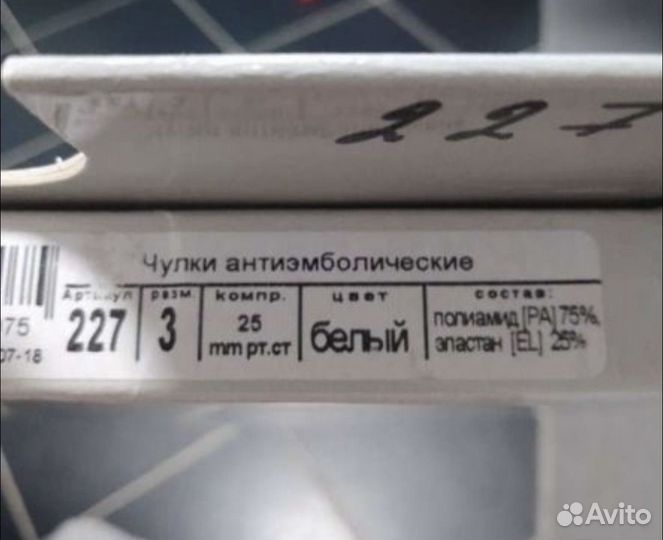 227
Чулки антиэмболические
Артикул разм. компр. цвет состав:
227 3 25 mm рт.ст белый полиамид [PA] 75%,
эластан [EL] 25%
075
07-18
Avito